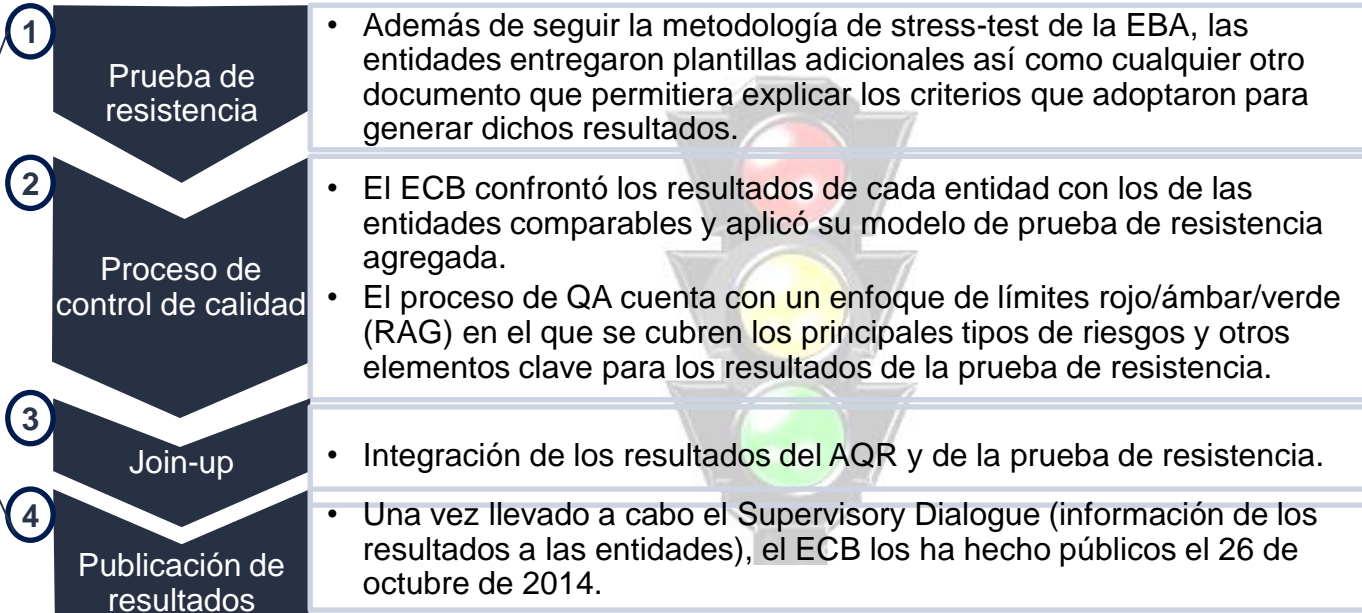 1
Prueba de
resistencia
• Además de seguir la metodología de stress-test de la EBA, las
entidades entregaron plantillas adicionales así como cualquier otro
documento que permitiera explicar los criterios que adoptaron para
generar dichos resultados.
2
Proceso de
control de calidad
• El ECB confrontó los resultados de cada entidad con los de las
entidades comparables y aplicó su modelo de prueba de resistencia
agregada.
• El proceso de QA cuenta con un enfoque de límites rojo/ámbar/verde
(RAG) en el que se cubren los principales tipos de riesgos y otros
elementos clave para los resultados de la prueba de resistencia.
3
Join-up
• Integración de los resultados del AQR y de la prueba de resistencia.
4
Publicación de
resultados
• Una vez llevado a cabo el Supervisory Dialogue (información de los
resultados a las entidades), el ECB los ha hecho públicos el 26 de
octubre de 2014.